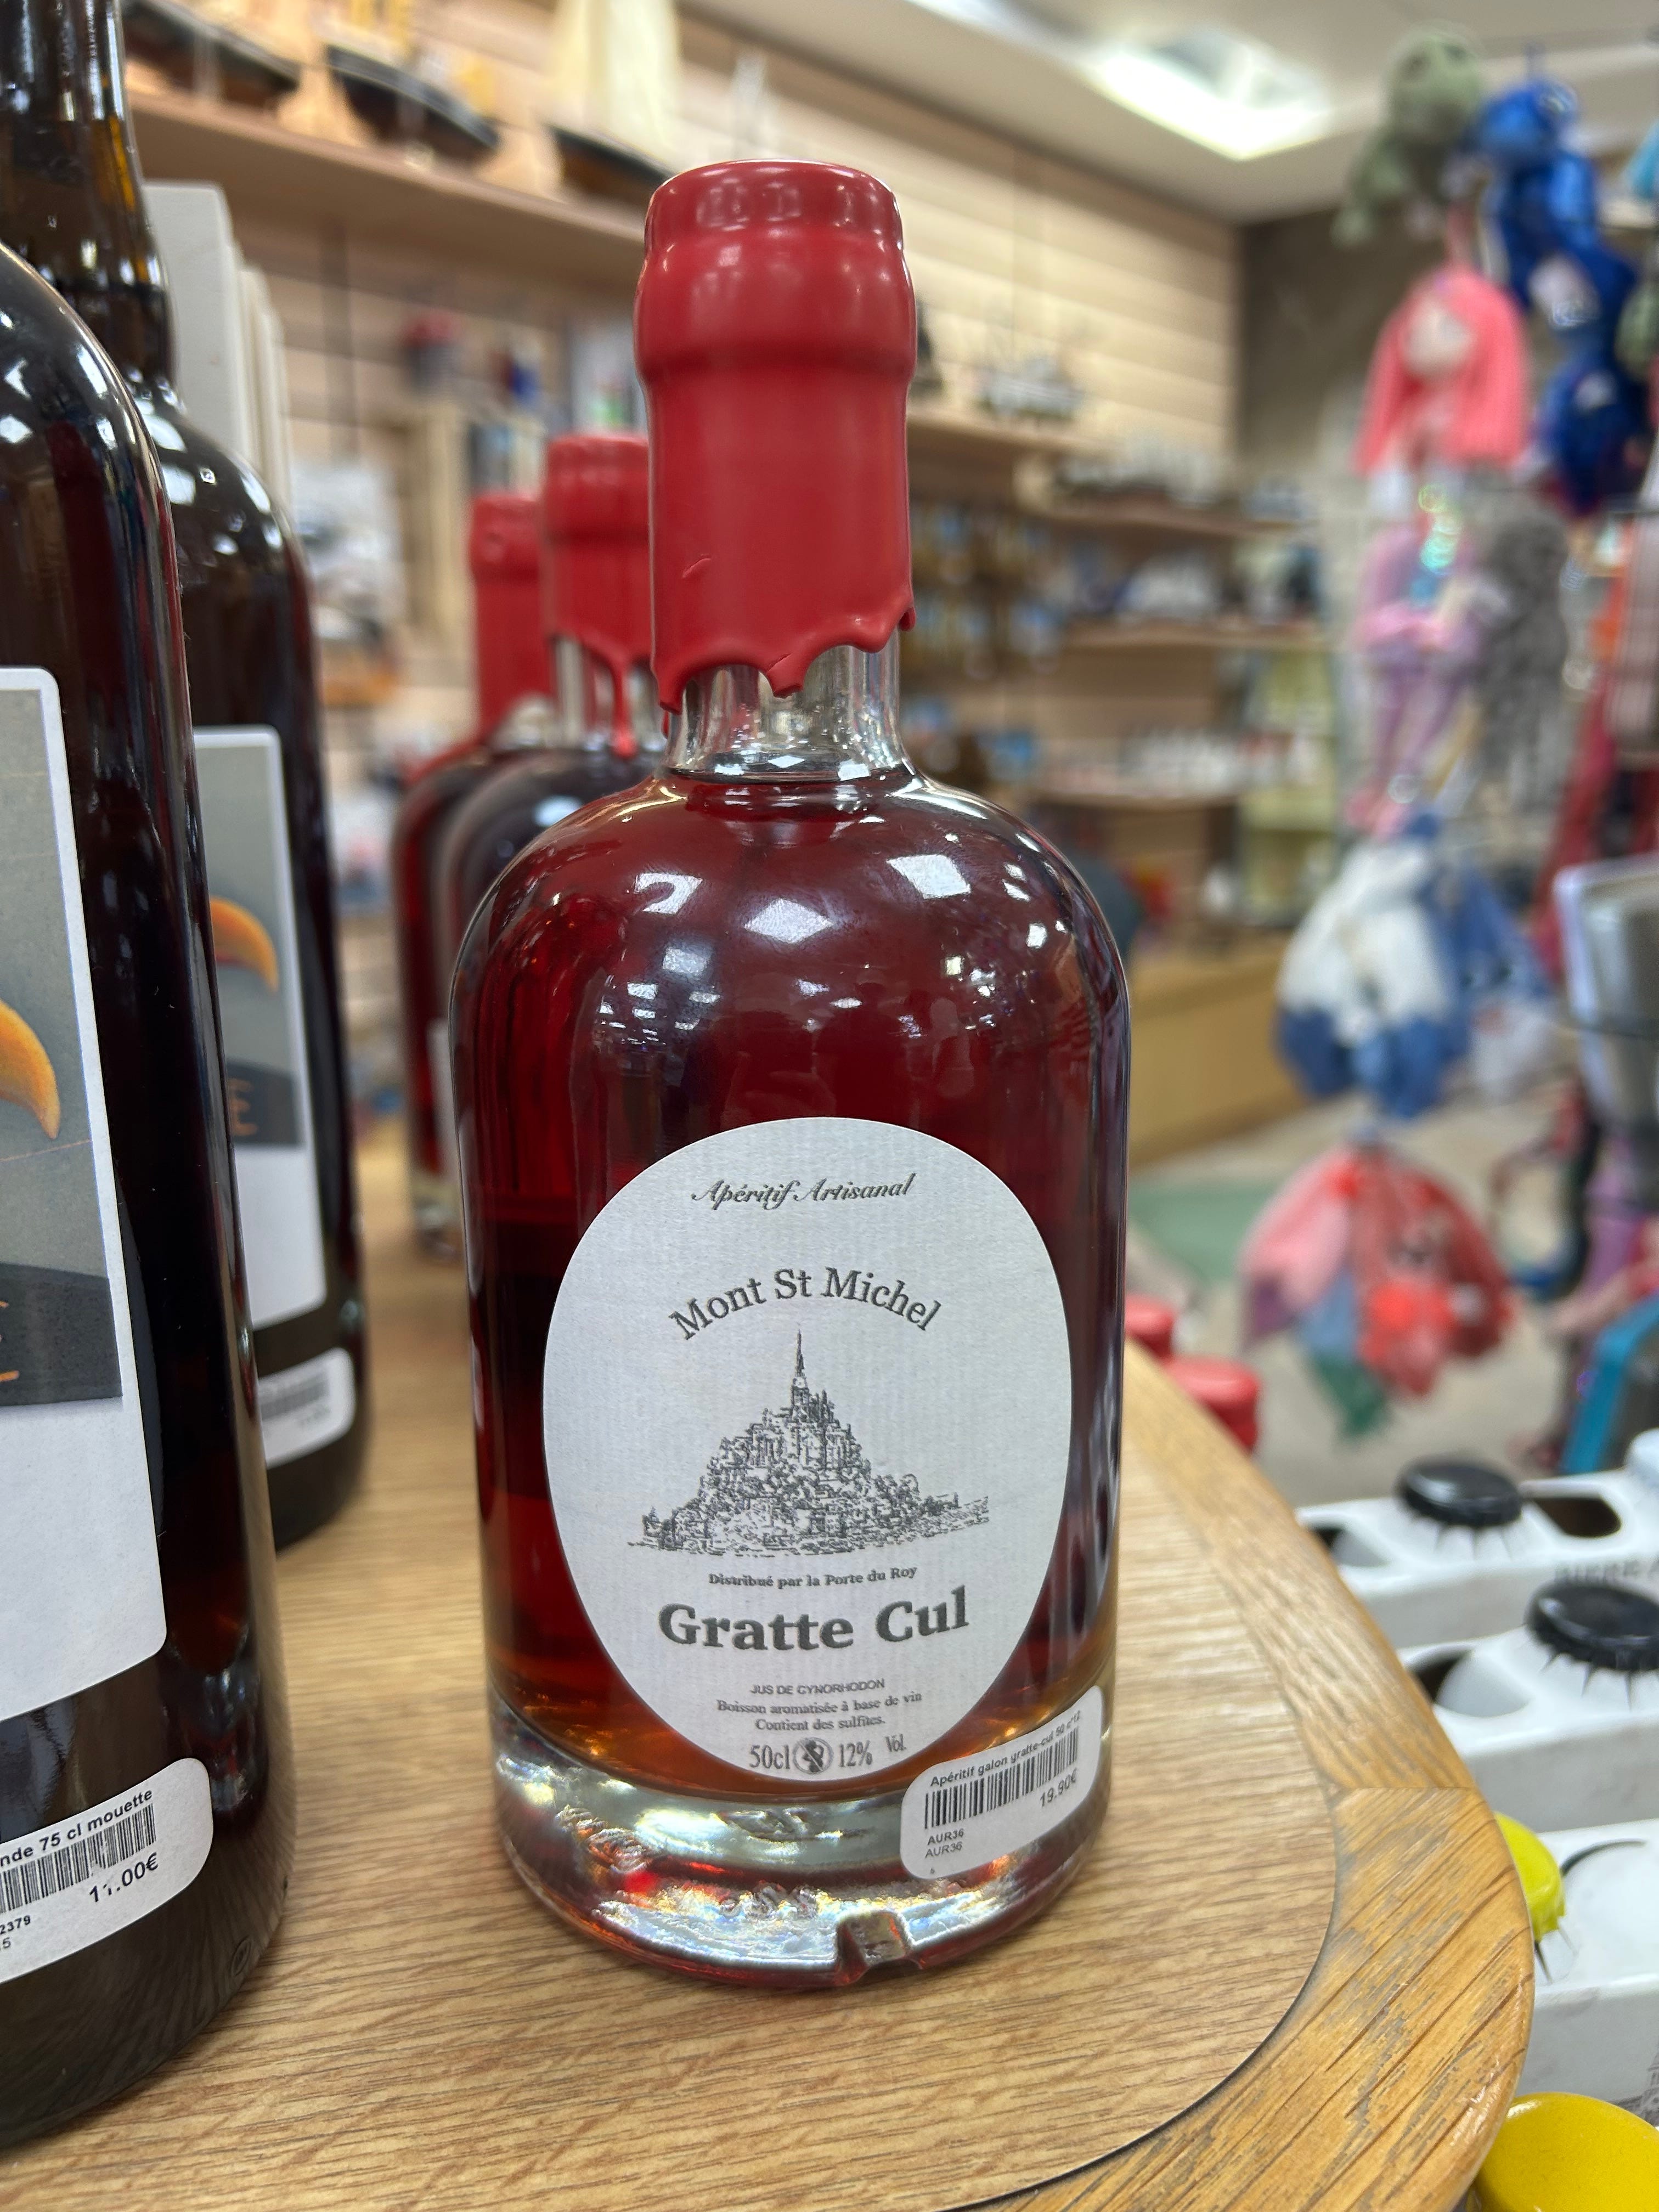 Apéritif Artisanal
Mont St Michel
Distribué par la Porte du Roy
Gratte Cul
JUS DE CYNORHODON
Boisson aromatisée à base de vin
Contient des sulfites.
50cl 12% Vol.
Apéritif galon gratte-cul 50 cl12
19.90€
AUR36
AUR36
nde 75 cl mouette
11.00€
2379